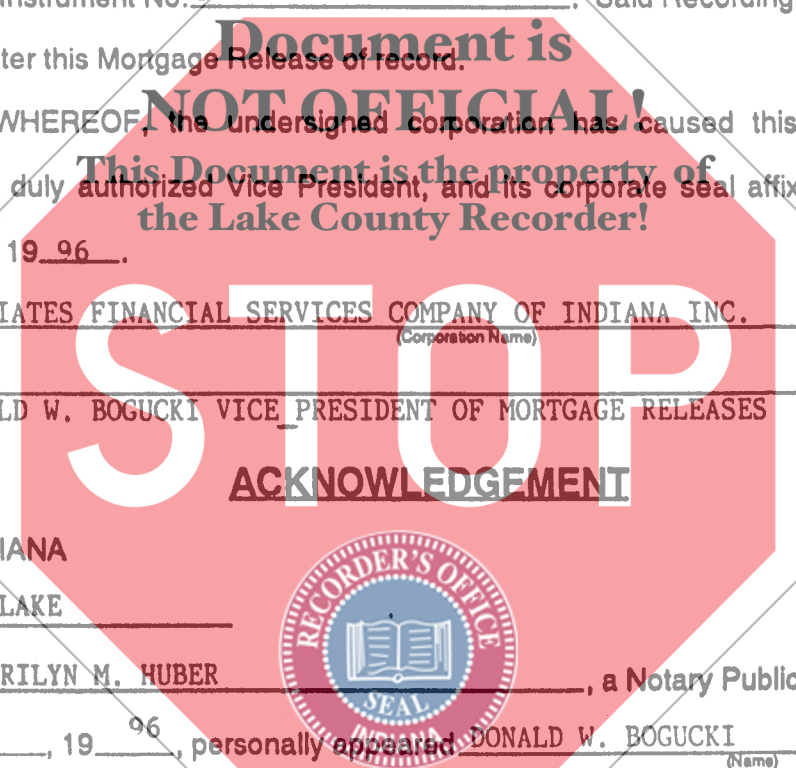 Instrument No. . Said Recording
Document is
ter this Mortgage Release of record.
NOT OFFICIAL!
WHEREOF, the undersigned corporation has caused this
This Document is the property of
duly authorized Vice President, and its corporate seal affix
the Lake County Recorder!
19 96 .
IATES FINANCIAL SERVICES COMPANY OF INDIANA INC.
(Corporation Name)
STOP
LD W. BOGUCKI VICE PRESIDENT OF MORTGAGE RELEASES
ACKNOWLEDGEMENT
IANA
RECORDER'S OFFICE
LAKE
RILYN M. HUBER , a Notary Public
SEAL
, 19 96 , personally appeared DONALD W. BOGUCKI
(Name)